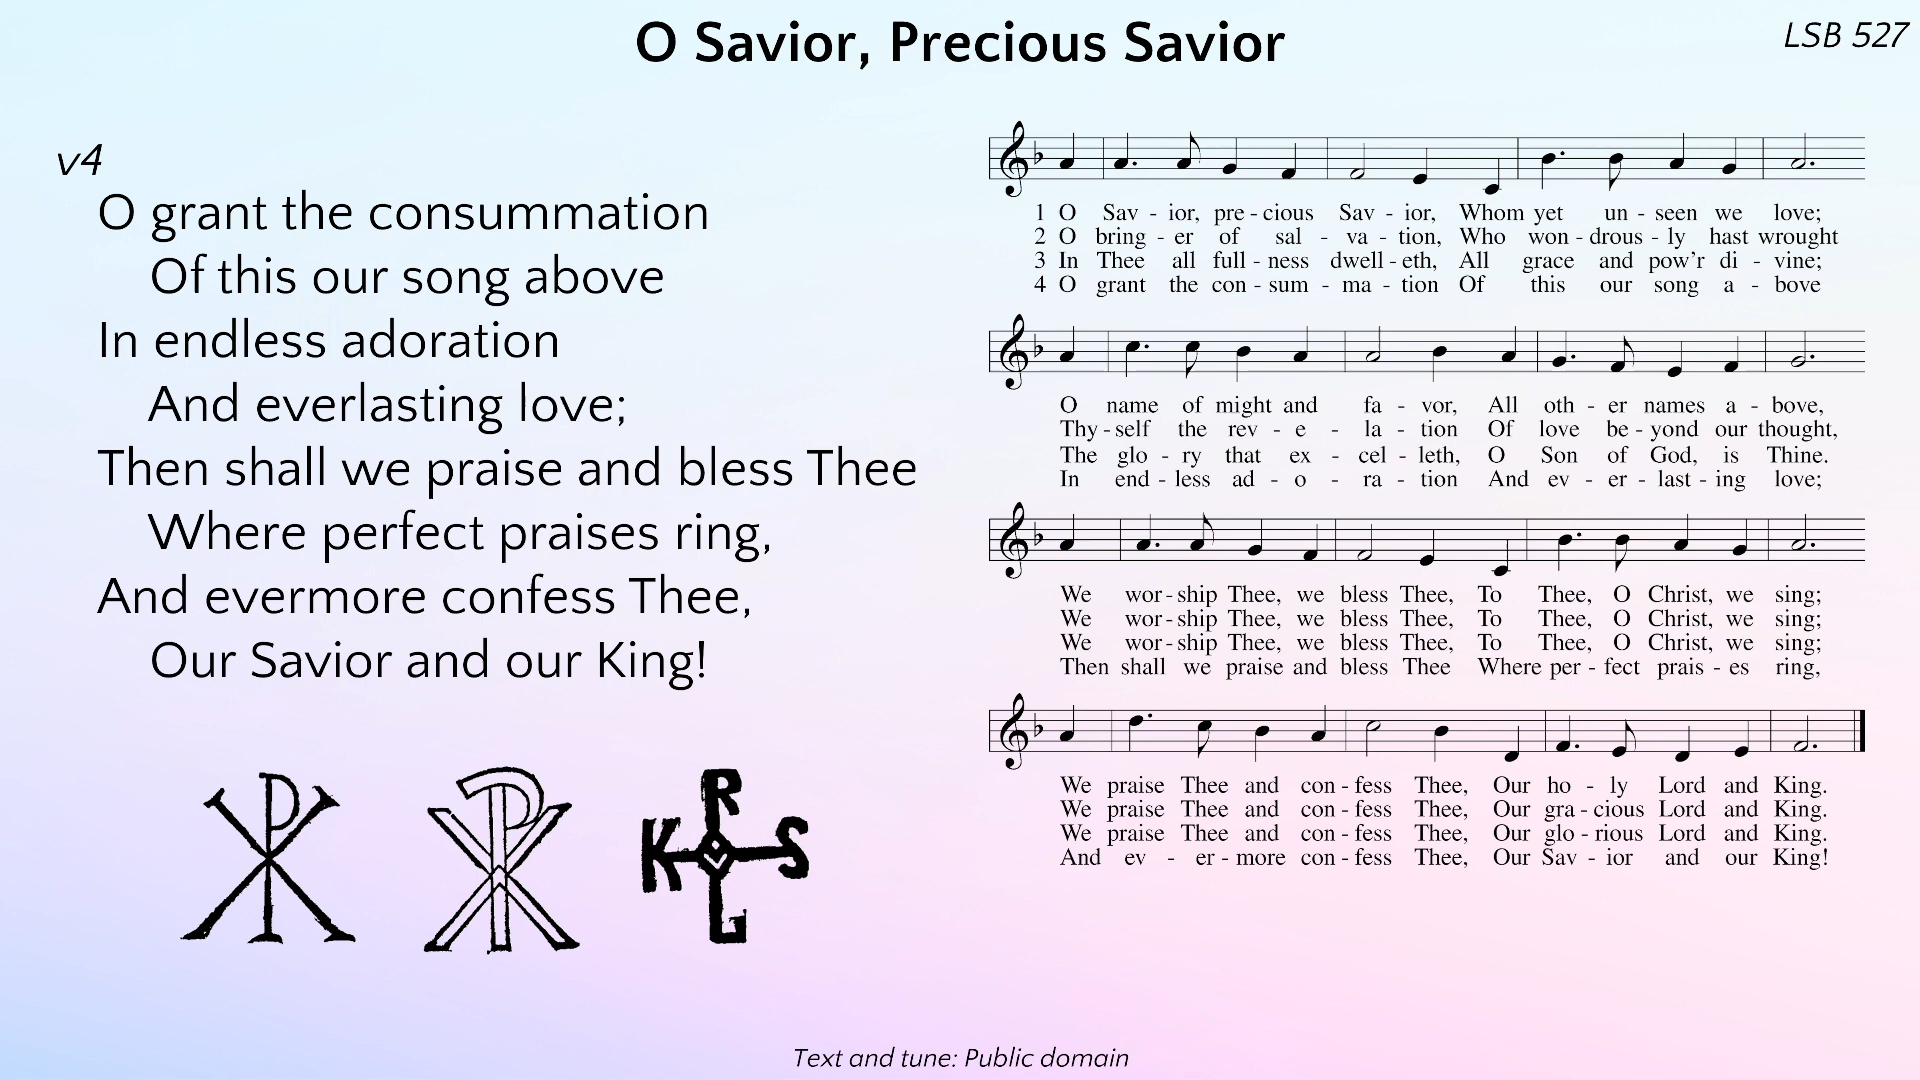 O Savior, Precious Savior
LSB 527
v4
O grant the consummation
Of this our song above
In endless adoration
And everlasting love;
Then shall we praise and bless Thee
Where perfect praises ring,
And evermore confess Thee,
Our Savior and our King!
R
K S
L
1 O Sav - ior, pre - cious Sav - ior, Whom yet un - seen we love;
2 O bring - er of sal - va - tion, Who won - drous - ly hast wrought
3 In Thee all full - ness dwell - eth, All grace and pow'r di - vine;
4 O grant the con - sum - ma - tion Of this our song a - bove
O name of might and fa - vor, All oth - er names a - bove,
Thy - self the rev - e - la - tion Of love be - yond our thought,
The glo - ry that ex - cel - leth, O Son of God, is Thine.
In end - less ad - o - ra - tion And ev - er - last - ing love;
We wor - ship Thee, we bless Thee, To Thee, O Christ, we sing;
We wor - ship Thee, we bless Thee, To Thee, O Christ, we sing;
We wor - ship Thee, we bless Thee, To Thee, O Christ, we sing;
Then shall we praise and bless Thee Where per - fect prais - es ring,
We praise Thee and con - fess Thee, Our ho - ly Lord and King.
We praise Thee and con - fess Thee, Our gra - cious Lord and King.
We praise Thee and con - fess Thee, Our glo - rious Lord and King.
And ev - er - more con - fess Thee, Our Sav - ior and our King!
Text and tune: Public domain